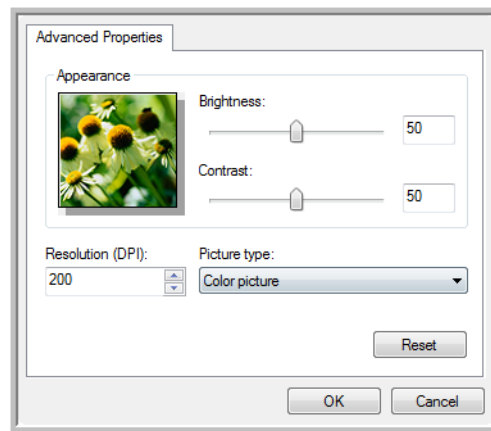 Advanced Properties
Appearance
Brightness:
50
Contrast:
50
Resolution (DPI):
Picture type:
200
Color picture
Reset
OK
Cancel